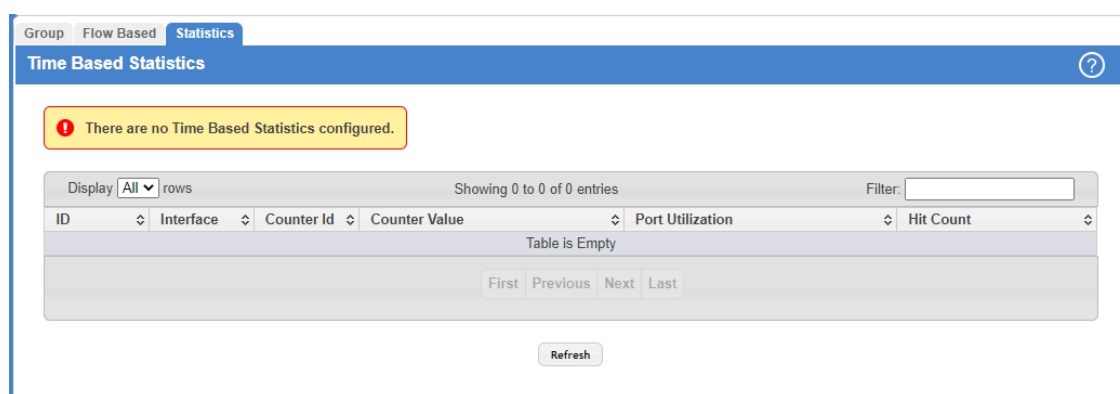 Group Flow Based Statistics
Time Based Statistics
There are no Time Based Statistics configured.
Display All rows Showing 0 to 0 of 0 entries Filter:
ID Interface Counter Id Counter Value Port Utilization Hit Count
Table is Empty
First Previous Next Last
Refresh